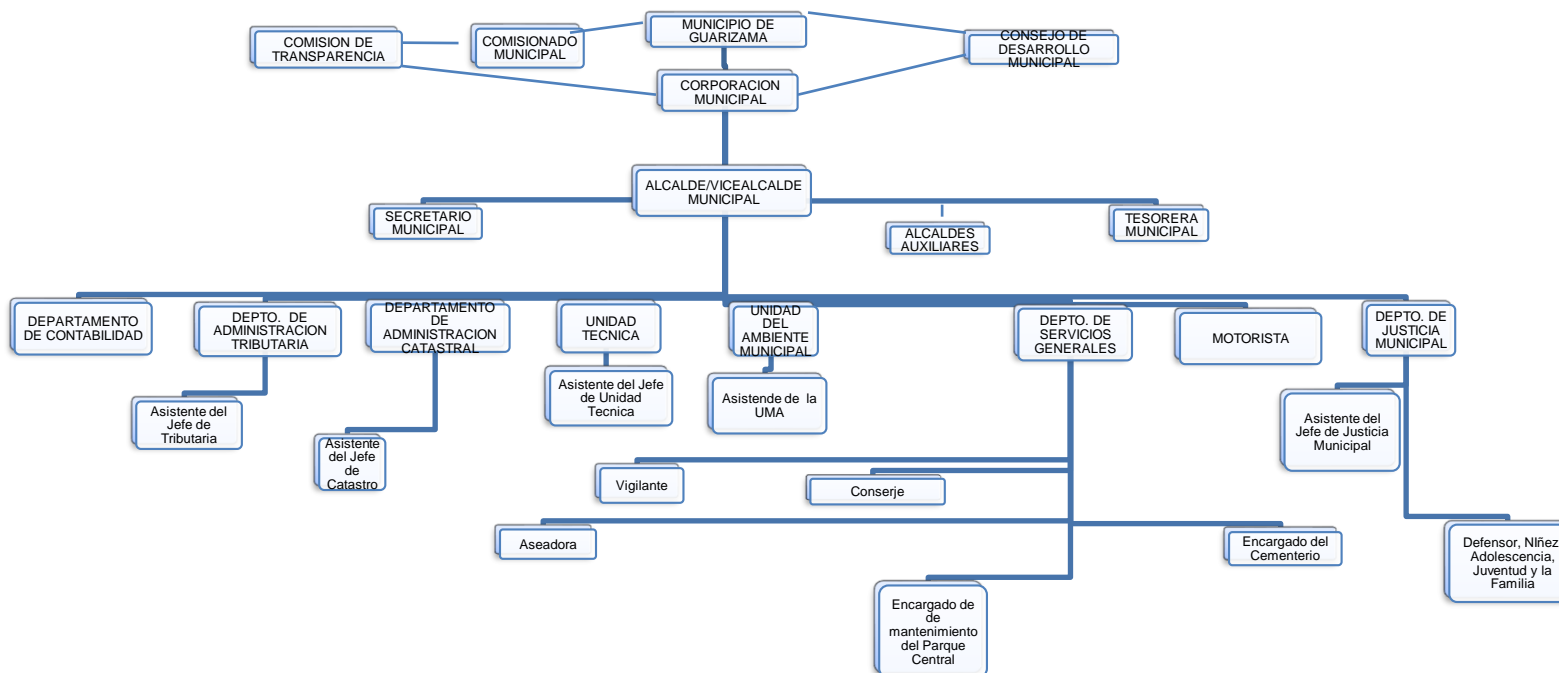 MUNICIPIO DE
GUARIZAMA
COMISION DE
TRANSPARENCIA
COMISIONADO
MUNICIPAL
CONSEJO DE
DESARROLLO
MUNICIPAL
CORPORACION
MUNICIPAL
ALCALDE/VICEALCALDE
MUNICIPAL
SECRETARIO
MUNICIPAL
ALCALDES
AUXILIARES
TESORERA
MUNICIPAL
DEPARTAMENTO
DE CONTABILIDAD
DEPTO. DE
ADMINISTRACION
TRIBUTARIA
DEPARTAMENTO
DE
ADMINISTRACION
CATASTRAL
UNIDAD
TECNICA
UNIDAD
DEL
AMBIENTE
MUNICIPAL
DEPTO. DE
SERVICIOS
GENERALES
MOTORISTA
DEPTO. DE
JUSTICIA
MUNICIPAL
Asistente del
Jefe de
Tributaria
Asistente
del Jefe
de
Catastro
Asistente del Jefe
de Unidad
Tecnica
Asistende de  la
UMA
Asistente del
Jefe de Justicia
Municipal
Vigilante
Conserje
Aseadora
Encargado del
Cementerio
Defensor, NIñez,
Adolescencia,
Juventud y la
Familia
Encargado de
de
mantenimiento
del Parque
Central